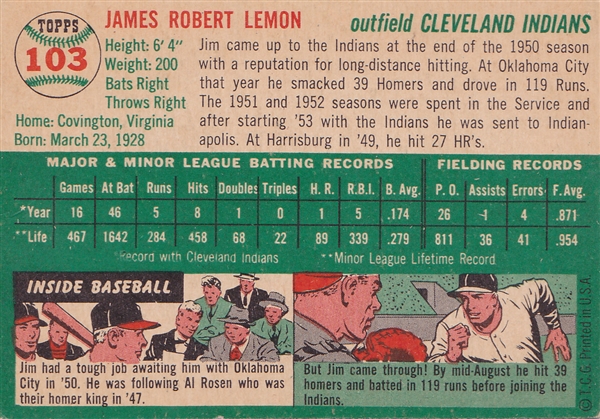 TOPPS
103
JAMES ROBERT LEMON
outfield CLEVELAND INDIANS
Height: 6' 4"
Weight: 200
Bats Right
Throws Right
Home: Covington, Virginia
Born: March 23, 1928
Jim came up to the Indians at the end of the 1950 season
with a reputation for long-distance hitting. At Oklahoma City
that year he smacked 39 Homers and drove in 119 Runs.
The 1951 and 1952 seasons were spent in the Service and
after starting '53 with the Indians he was sent to Indian-
apolis. At Harrisburg in '49, he hit 27 HR's.
MAJOR & MINOR LEAGUE BATTING RECORDS FIELDING RECORDS
Games At Bat Runs Hits Doubles Triples H. R. R.B.I. B. Avg. P. O. Assists Errors F. Avg.
*Year 16 46 5 8 1 0 1 5 .174 26 1 4 .871
**Life 467 1642 284 458 68 22 89 339 .279 811 36 41 .954
*Record with Cleveland Indians **Minor League Lifetime Record
INSIDE BASEBALL
Jim had a tough job awaiting him with Oklahoma
City in '50. He was following Al Rosen who was
their homer king in '47.
But Jim came through! By mid-August he hit 39
homers and batted in 119 runs before joining the
Indians.
© T.C.G. Printed in U.S.A.